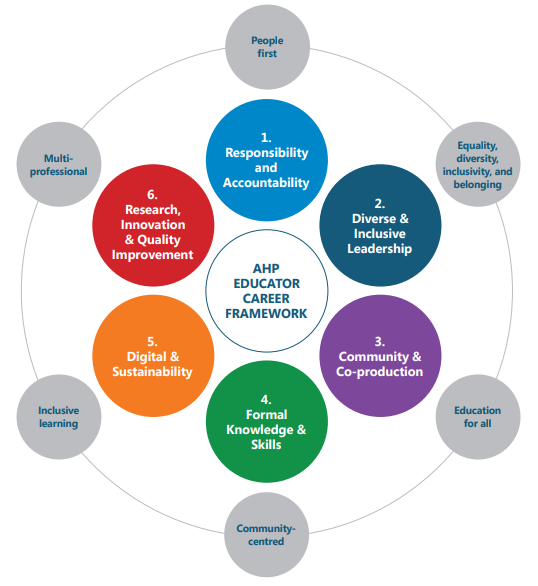 People
first
Equality,
diversity,
inclusivity, and
belonging
Multi-
professional
1.
Responsibility
and
Accountability
6.
Research,
Innovation
& Quality
Improvement
2.
Diverse &
Inclusive
Leadership
AHP
EDUCATOR
CAREER
FRAMEWORK
5.
Digital &
Sustainability
3.
Community &
Co-production
4.
Formal
Knowledge &
Skills
Inclusive
learning
Education
for all
Community-
centred